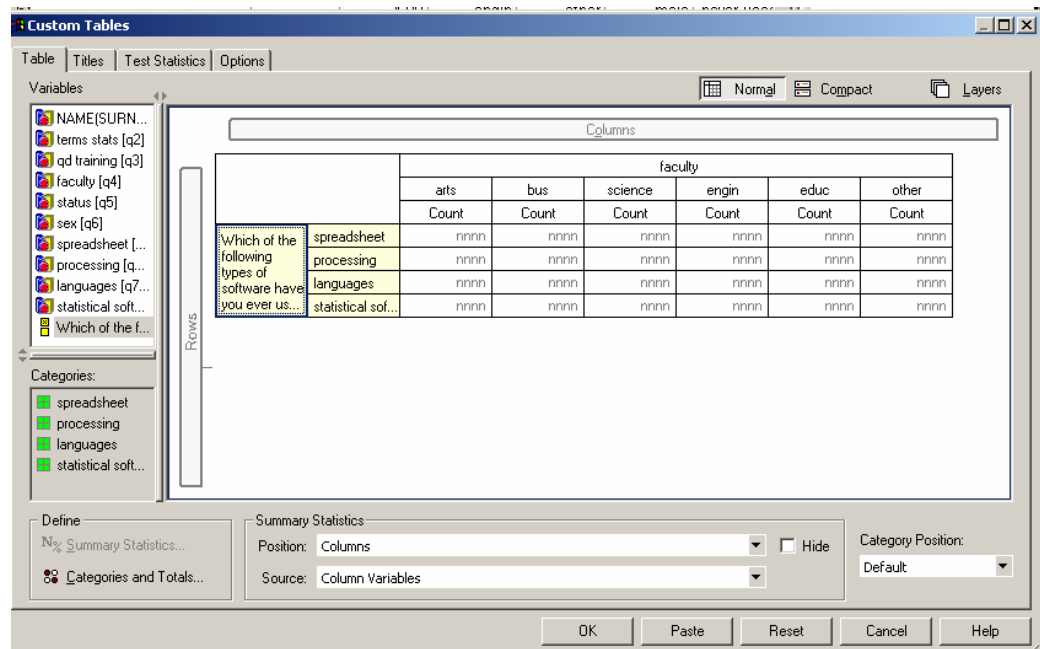 Custom Tables
Table Titles Test Statistics Options
Variables
Normal Compact Layers
NAME(SURN...
terms stats [q2]
qd training [q3]
faculty [q4]
status [q5]
sex [q6]
spreadsheet [...
processing [q...
languages [q7...
statistical soft...
Which of the f...
Categories:
spreadsheet
processing
languages
statistical soft...
Columns
Rows
faculty
arts bus science engin educ other
Count Count Count Count Count Count
Which of the
following
types of
software have
you ever us...
spreadsheet nnnn nnnn nnnn nnnn nnnn nnnn
processing nnnn nnnn nnnn nnnn nnnn nnnn
languages nnnn nnnn nnnn nnnn nnnn nnnn
statistical sof... nnnn nnnn nnnn nnnn nnnn nnnn
Define
N% Summary Statistics...
Categories and Totals...
Summary Statistics
Position: Columns Hide
Source: Column Variables
Category Position:
Default
OK Paste Reset Cancel Help